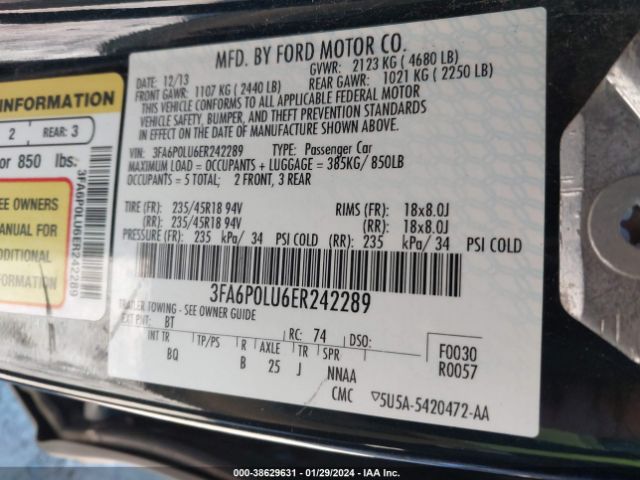 MFD. BY FORD MOTOR CO.
DATE: 12/13 GVWR: 2123 KG ( 4680 LB)
FRONT GAWR: 1107 KG ( 2440 LB) REAR GAWR: 1021 KG ( 2250 LB)
THIS VEHICLE CONFORMS TO ALL APPLICABLE FEDERAL MOTOR
VEHICLE SAFETY, BUMPER, AND THEFT PREVENTION STANDARDS
IN EFFECT ON THE DATE OF MANUFACTURE SHOWN ABOVE.
VIN: 3FA6P0LU6ER242289 TYPE: Passenger Car
MAXIMUM LOAD = OCCUPANTS + LUGGAGE = 385KG/ 850LB
OCCUPANTS = 5 TOTAL; 2 FRONT, 3 REAR
TIRE (FR): 235/45R18 94V RIMS (FR): 18x8.0J
(RR): 235/45R18 94V (RR): 18x8.0J
PRESSURE (FR): 235 kPa/ 34 PSI COLD (RR): 235 kPa/ 34 PSI COLD
3FA6P0LU6ER242289
TRAILER TOWING - SEE OWNER GUIDE
EXT PNT: BT RC: 74 DSO:
INT TR TP/PS R AXLE TR SPR
BQ B 25 J NNAA
F0030
R0057
CMC ▽5U5A-5420472-AA
INFORMATION
2 REAR: 3
or 850 lbs.
SEE OWNERS
MANUAL FOR
ADDITIONAL
INFORMATION
3FA6P0LU6ER242289
000-38629631 - 01/29/2024 - IAA Inc.